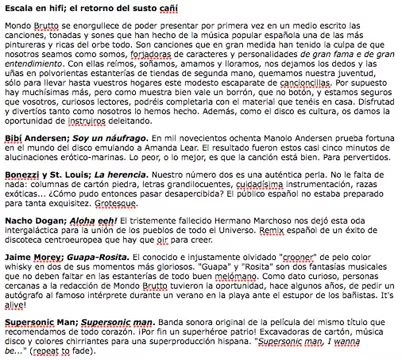 Escala en hifi; el retorno del susto cañí
Mondo Brutto se enorgullece de poder presentar por primera vez en un medio escrito las
canciones, tonadas y sones que han hecho de la música popular española una de las más
pintureras y ricas del orbe todo. Son canciones que en gran medida han tenido la culpa de que
nosotros seamos como somos, forjadoras de caracteres y personalidades de gran fama e de gran
entendimiento. Con ellas reímos, soñamos, amamos y lloramos, nos dejamos los dedos y las
uñas en polvorientas estanterías de tiendas de segunda mano, quemamos nuestra juventud,
sólo para llevar hasta vuestros hogares este modesto escaparate de cancioncillas. Por supuesto
hay muchísimas más, pero como muestra bien vale un borrón, que no botón, y estamos seguros
que vosotros, curiosos lectores, podréis completarla con el material que tenéis en casa. Disfrutad
y divertíos tanto como nosotros lo hemos hecho. Además, como el disco es cultura, os damos la
oportunidad de instruiros deleitando.
Bibí Andersen; Soy un náufrago. En mil novecientos ochenta Manolo Andersen prueba fortuna
en el mundo del disco emulando a Amanda Lear. El resultado fueron estas casi cinco minutos de
alucinaciones erótico-marinas. Lo peor, o lo mejor, es que la canción está bien. Para pervertidos.
Bonezzi y St. Louis; La herencia. Nuestro número dos es una auténtica perla. No le falta de
nada: columnas de cartón piedra, letras grandilocuentes, cuidadísima instrumentación, razas
exóticas... ¿Cómo pudo entonces pasar desapercibida? El público español no estaba preparado
para tanta exquisitez. Grotesque.
Nacho Dogan; Aloha eeh! El tristemente fallecido Hermano Marchoso nos dejó esta oda
intergaláctica para la unión de los pueblos de todo el Universo. Remix español de un éxito de
discoteca centroeuropea que hay que gir para creer.
Jaime Morey; Guapa-Rosita. El conocido e injustamente olvidado "crooner" de pelo color
whisky en dos de sus momentos más gloriosos. "Guapa" y "Rosita" son dos fantasías musicales
que no deben faltar en las estanterías de todo buen melómano. Como dato curioso, personas
cercanas a la redacción de Mondo Brutto tuvieron la oportunidad, hace algunos años, de pedir un
autógrafo al famoso intérprete durante un verano en la playa ante el estupor de los bañistas. It's
alive!
Supersonic Man; Supersonic man. Banda sonora original de la película del mismo título que
recomendamos de todo corazón. ¡Por fin un superhéroe patrio! Excavadoras de cartón, música
disco y colores chirriantes para una superproducción hispana. "Supersonic man, I wanna
be..." (repeat to fade).